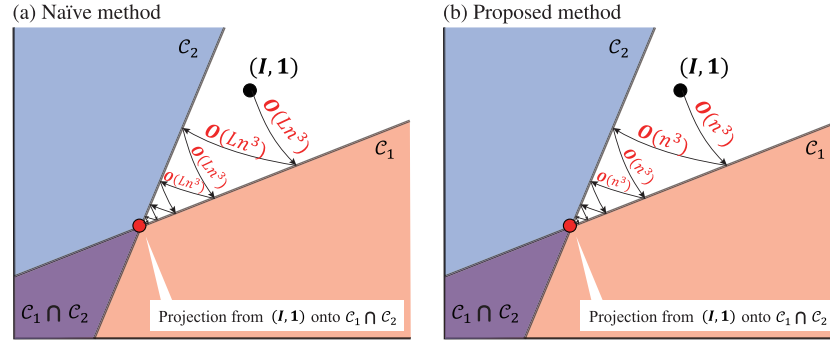 (a) Naïve method
𝒞₂
(𝑰, 𝟏)
O(Ln³)
O(Ln³)
O(Ln³)
O(Ln³)
𝒞₁
𝒞₁ ⋂ 𝒞₂
Projection from (𝑰, 𝟏) onto 𝒞₁ ⋂ 𝒞₂
(b) Proposed method
𝒞₂
(𝑰, 𝟏)
O(n³)
O(n³)
O(n³)
O(n³)
𝒞₁
𝒞₁ ⋂ 𝒞₂
Projection from (𝑰, 𝟏) onto 𝒞₁ ⋂ 𝒞₂